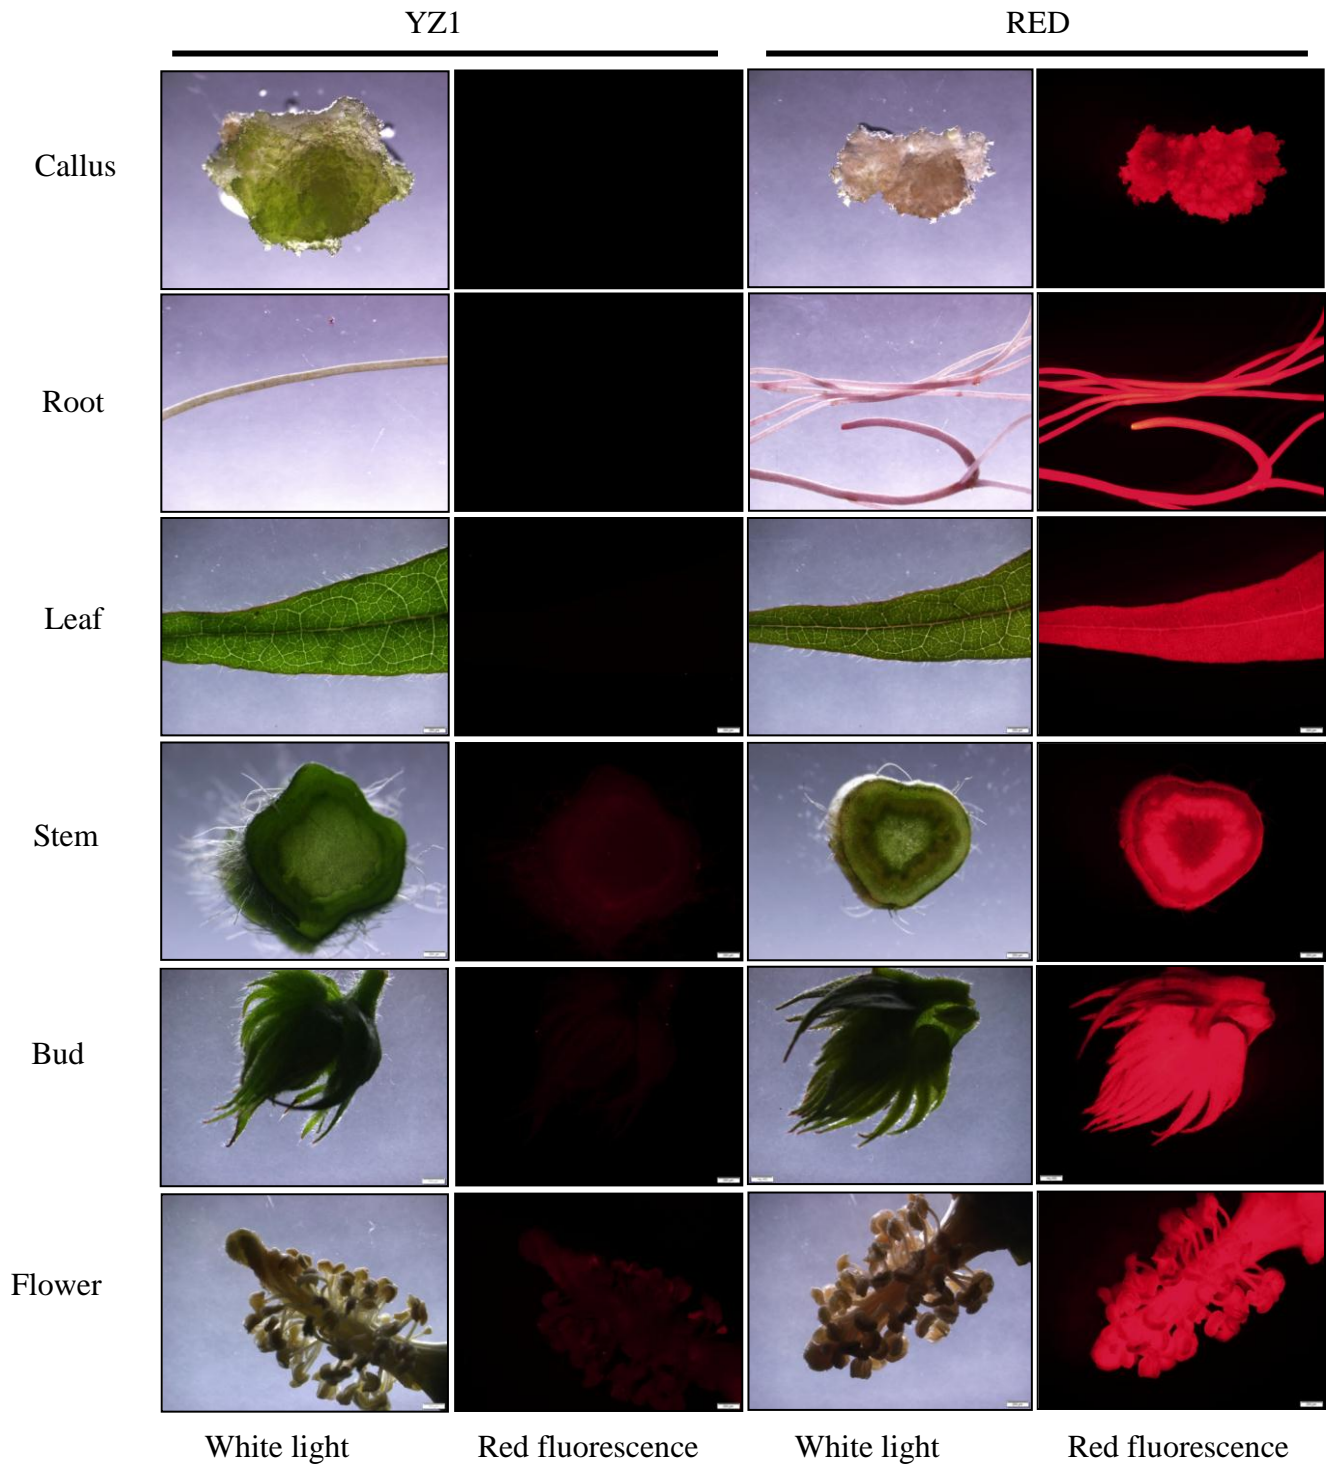 YZ1 RED
Callus
Root
Leaf
Stem
Bud
Flower
White light Red fluorescence White light Red fluorescence